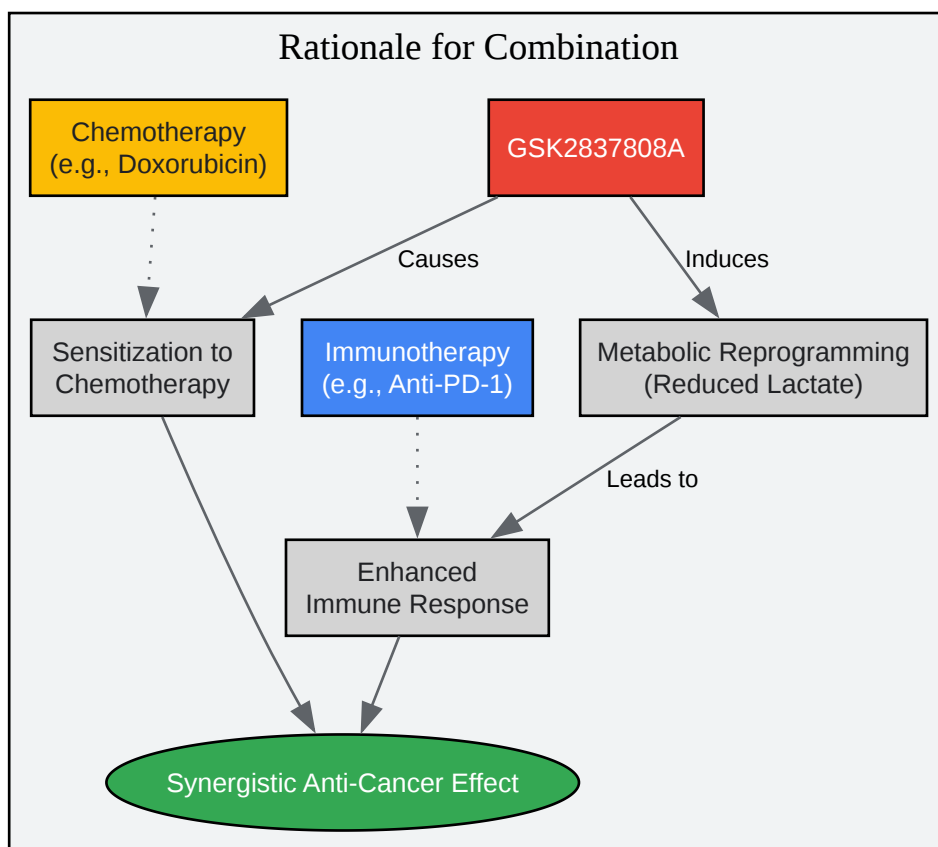 Rationale for Combination
Chemotherapy
(e.g., Doxorubicin)
GSK2837808A
Causes
Induces
Sensitization to
Chemotherapy
Immunotherapy
(e.g., Anti-PD-1)
Metabolic Reprogramming
(Reduced Lactate)
Leads to
Enhanced
Immune Response
Synergistic Anti-Cancer Effect